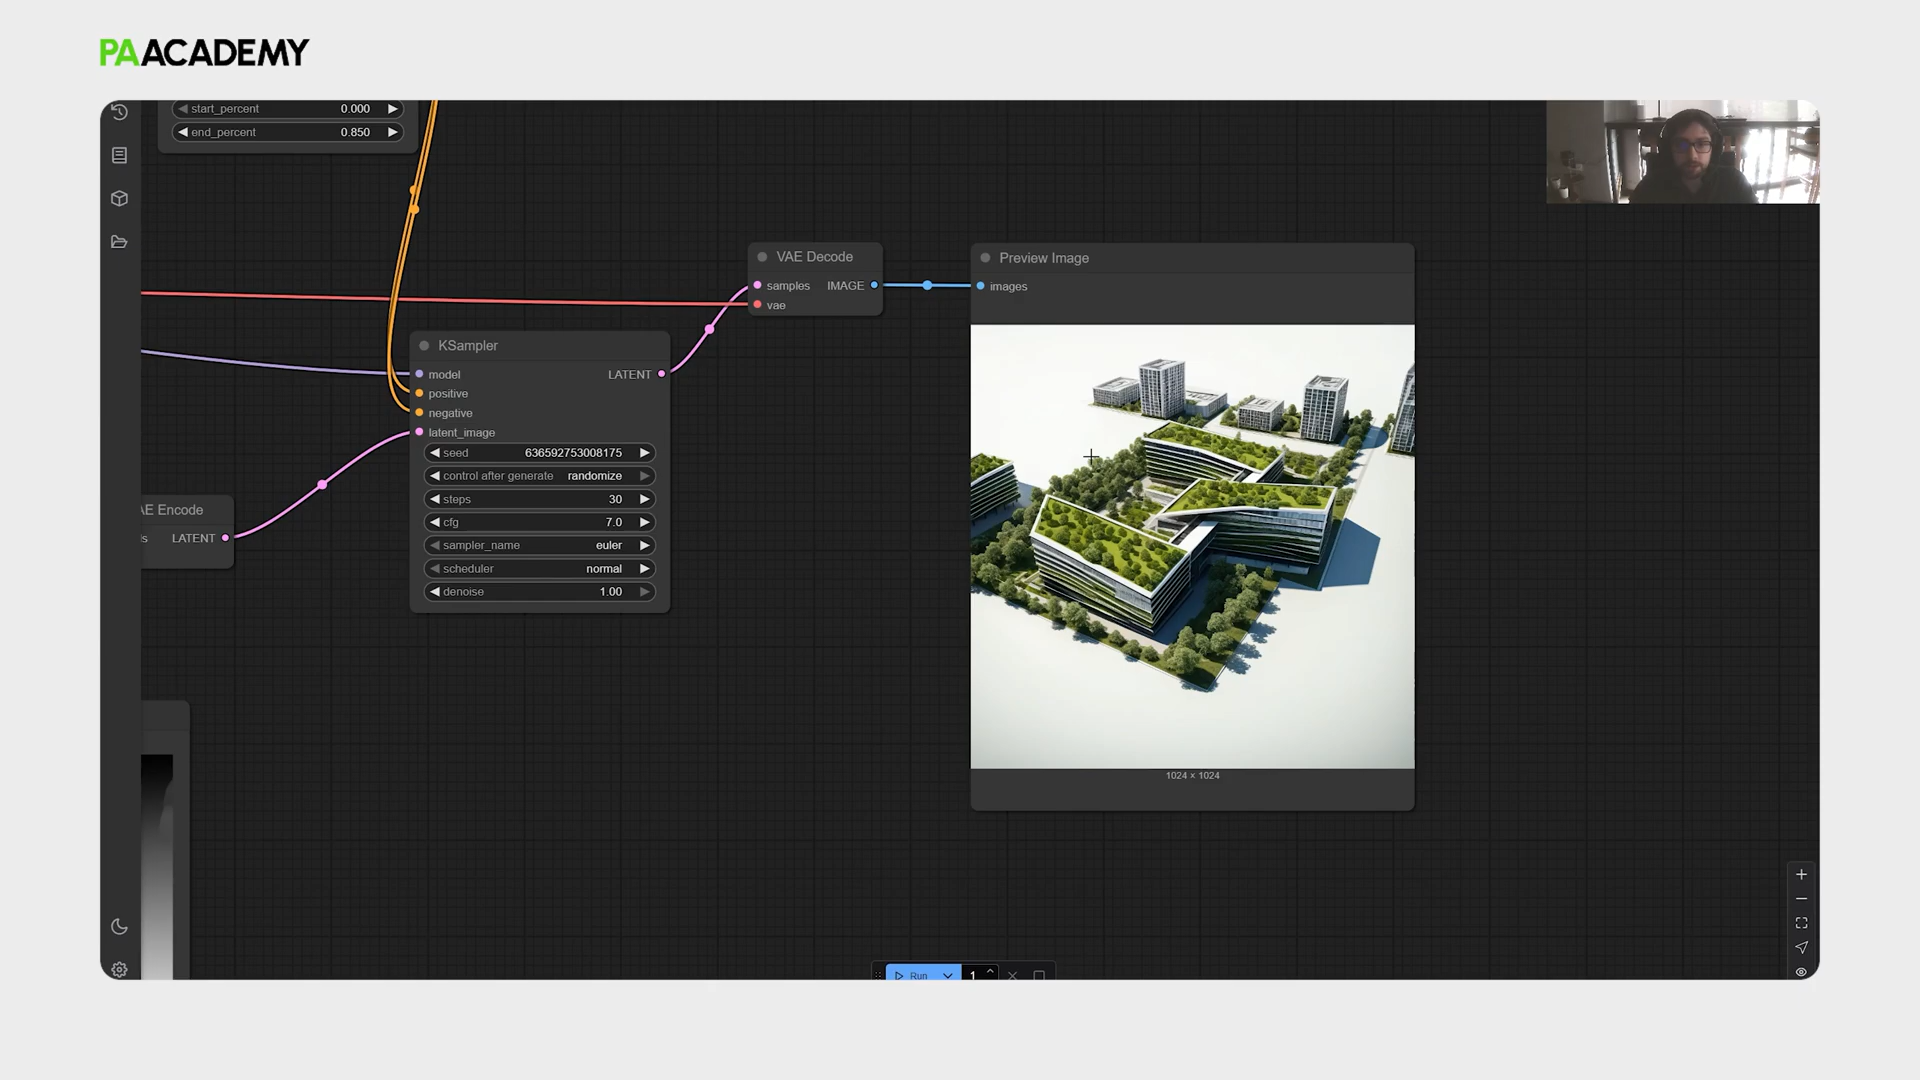 PAACADEMY
start_percent 0.000
end_percent 0.850
VAE Decode
samples IMAGE
vae
Preview Image
images
KSampler
model LATENT
positive
negative
latent_image
seed 636592753008175
control after generate randomize
steps 30
cfg 7.0
sampler_name euler
scheduler normal
denoise 1.00
AE Encode
ls LATENT
1024 × 1024
Run 1